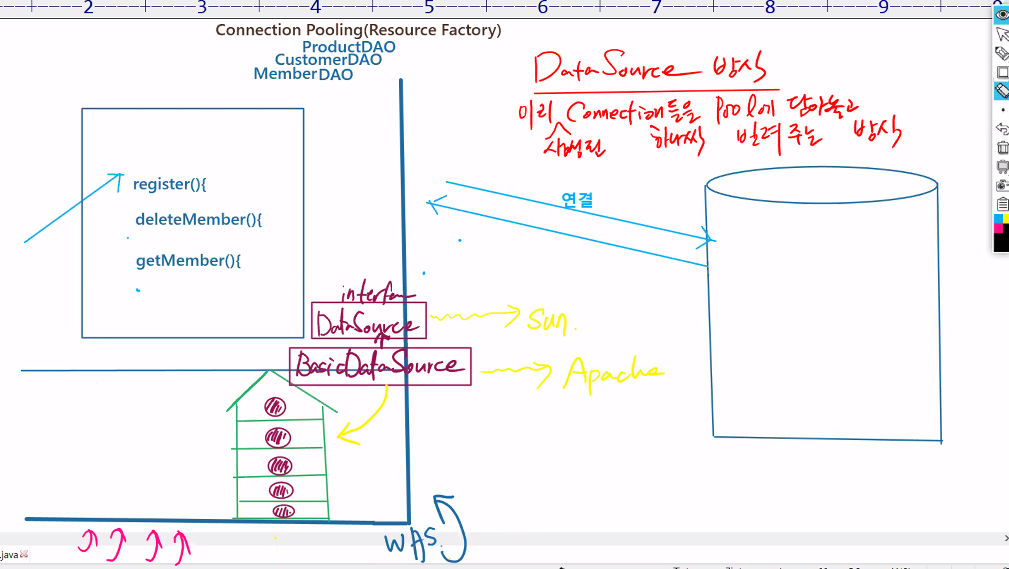 2 3 4 5 6 7 8 9
Connection Pooling(Resource Factory)
ProductDAO
CustomerDAO
MemberDAO
DataSource 방식
미리 Connection들을 Pool에 담아놓고
생성된 하나씩 빌려주는 방식
register(){
deleteMember(){
getMember(){
연결
interface
DataSource
Sun.
BasicDataSource
Apache
WAS
.java